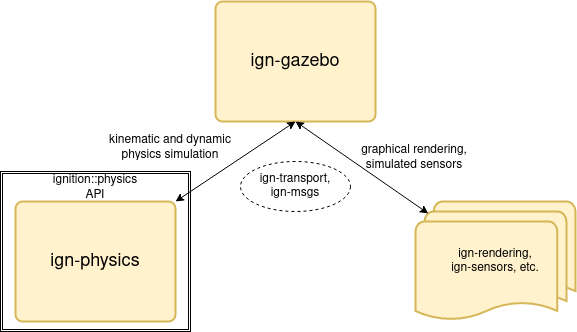 ign-gazebo
kinematic and dynamic
physics simulation
graphical rendering,
simulated sensors
ign-transport,
ign-msgs
ignition::physics
API
ign-physics
ign-rendering,
ign-sensors, etc.